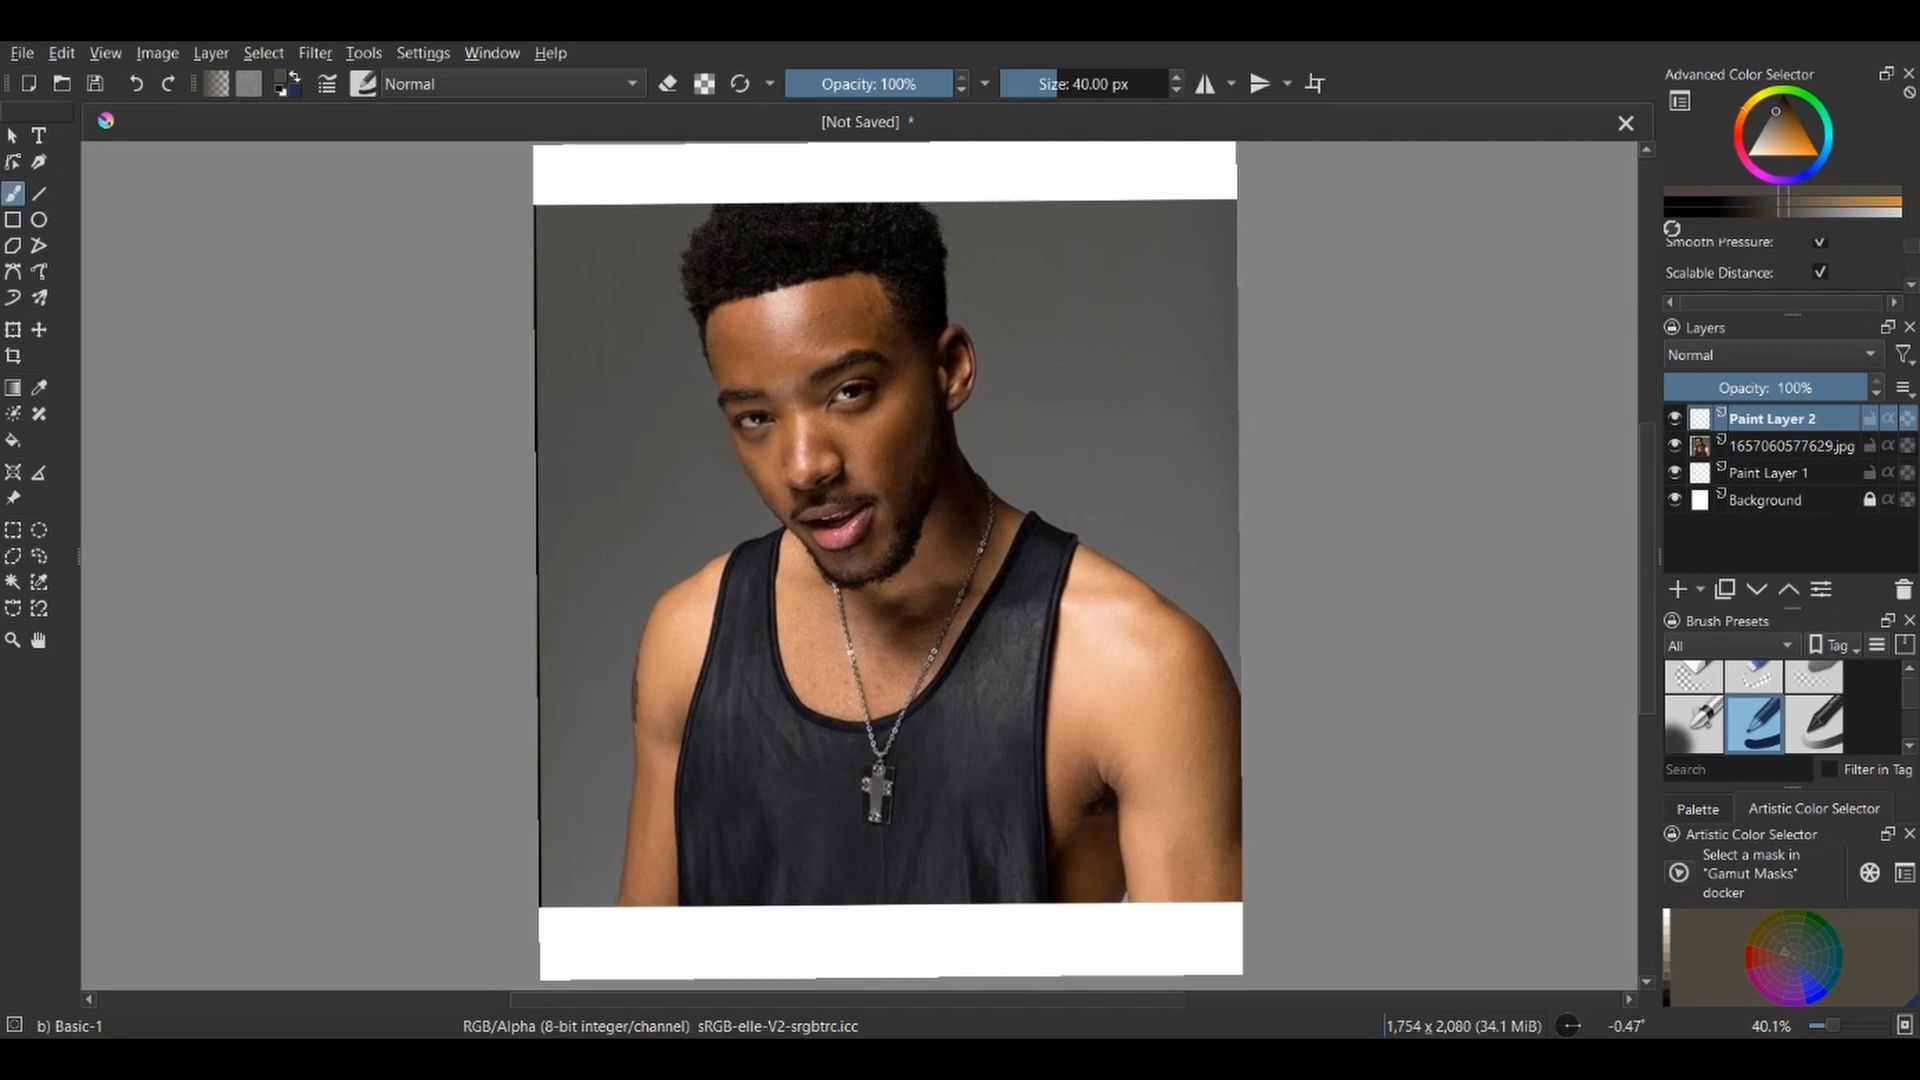 File Edit View Image Layer Select Filter Tools Settings Window Help
Normal Opacity: 100% Size: 40.00 px
[Not Saved] *
Advanced Color Selector
Smooth Pressure:
Scalable Distance:
Layers
Normal
Opacity: 100%
Paint Layer 2
1657060577629.jpg
Paint Layer 1
Background
Brush Presets
All Tag
Search Filter in Tag
Palette Artistic Color Selector
Artistic Color Selector
Select a mask in
"Gamut Masks"
docker
b) Basic-1 RGB/Alpha (8-bit integer/channel) sRGB-elle-V2-srgbtrc.icc 1,754 x 2,080 (34.1 MiB) -0.47° 40.1%